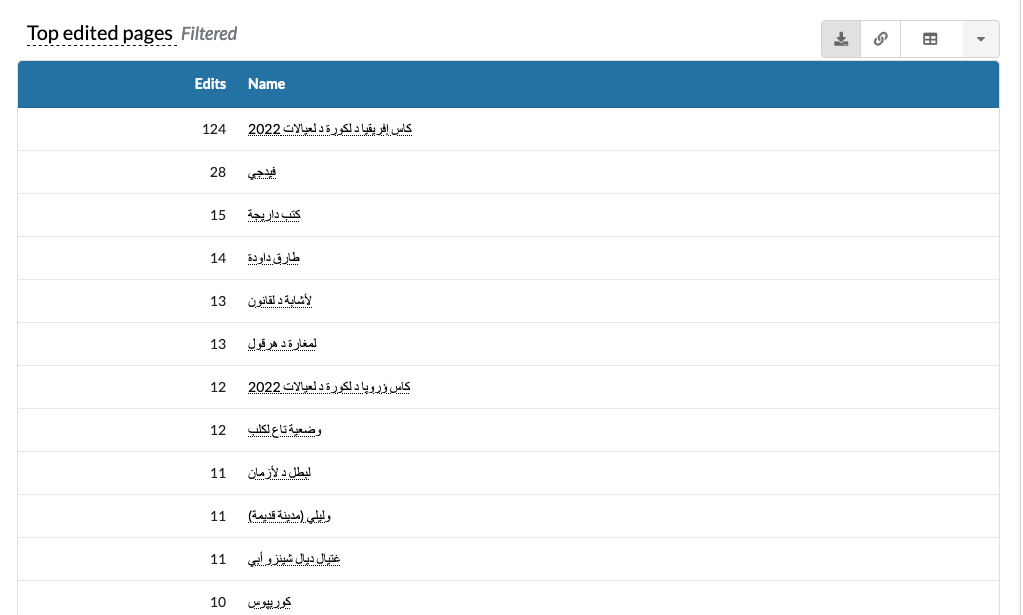 Top edited pages Filtered
Edits Name
124 كاس إفريقيا د لكورة د لعيالات 2022
28 فيدجي
15 كتب داريجة
14 طارق داودة
13 لأشابة د لقانون
13 لمغارة د هرقول
12 كاس ؤروپا د لكورة د لعيالات 2022
12 وضعية تاع لكلب
11 لبطل د لأزمان
11 وليلي (مدينة قديمة)
11 غتيال ديال شينزو أبي
10 كوريپوس